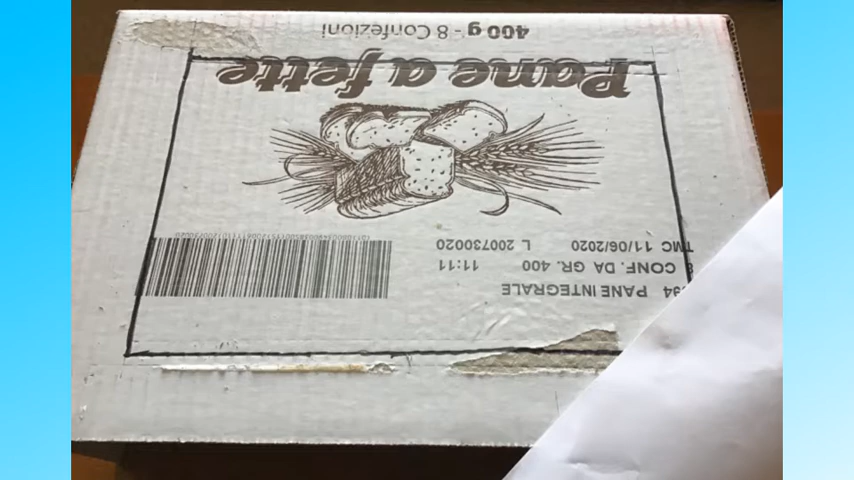 400 g - 8 Confezioni
Pane a fette
PANE INTEGRALE
CONF. DA GR. 400 11:11
TMC 11/06/2020 L 200730020